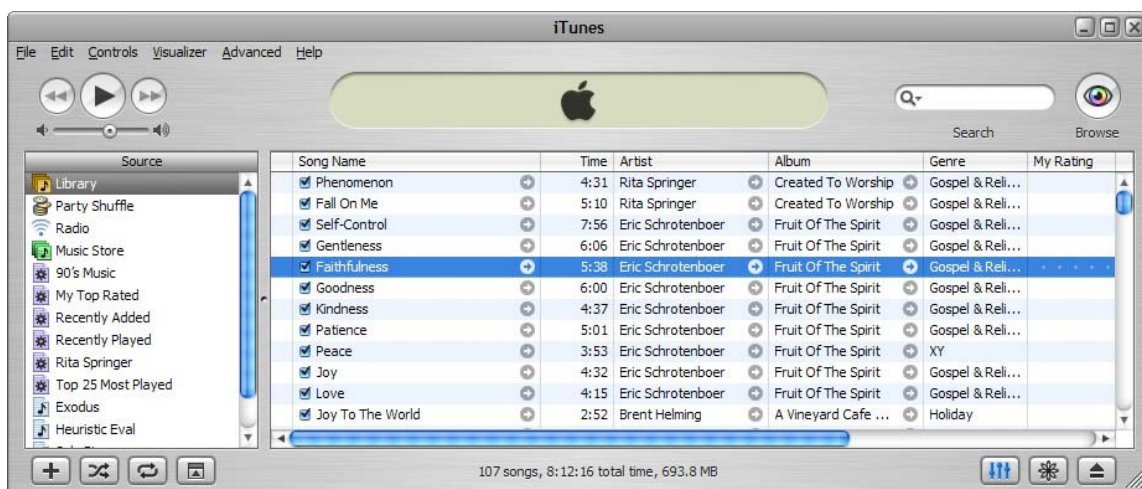 iTunes
File Edit Controls Visualizer Advanced Help
Search Browse
Source
Library
Party Shuffle
Radio
Music Store
90's Music
My Top Rated
Recently Added
Recently Played
Rita Springer
Top 25 Most Played
Exodus
Heuristic Eval
Song Name Time Artist Album Genre My Rating
Phenomenon 4:31 Rita Springer Created To Worship Gospel & Reli...
Fall On Me 5:10 Rita Springer Created To Worship Gospel & Reli...
Self-Control 7:56 Eric Schrotenboer Fruit Of The Spirit Gospel & Reli...
Gentleness 6:06 Eric Schrotenboer Fruit Of The Spirit Gospel & Reli...
Faithfulness 5:38 Eric Schrotenboer Fruit Of The Spirit Gospel & Reli...
Goodness 6:00 Eric Schrotenboer Fruit Of The Spirit Gospel & Reli...
Kindness 4:37 Eric Schrotenboer Fruit Of The Spirit Gospel & Reli...
Patience 5:01 Eric Schrotenboer Fruit Of The Spirit Gospel & Reli...
Peace 3:53 Eric Schrotenboer Fruit Of The Spirit XY
Joy 4:32 Eric Schrotenboer Fruit Of The Spirit Gospel & Reli...
Love 4:15 Eric Schrotenboer Fruit Of The Spirit Gospel & Reli...
Joy To The World 2:52 Brent Helming A Vineyard Cafe ... Holiday
107 songs, 8:12:16 total time, 693.8 MB